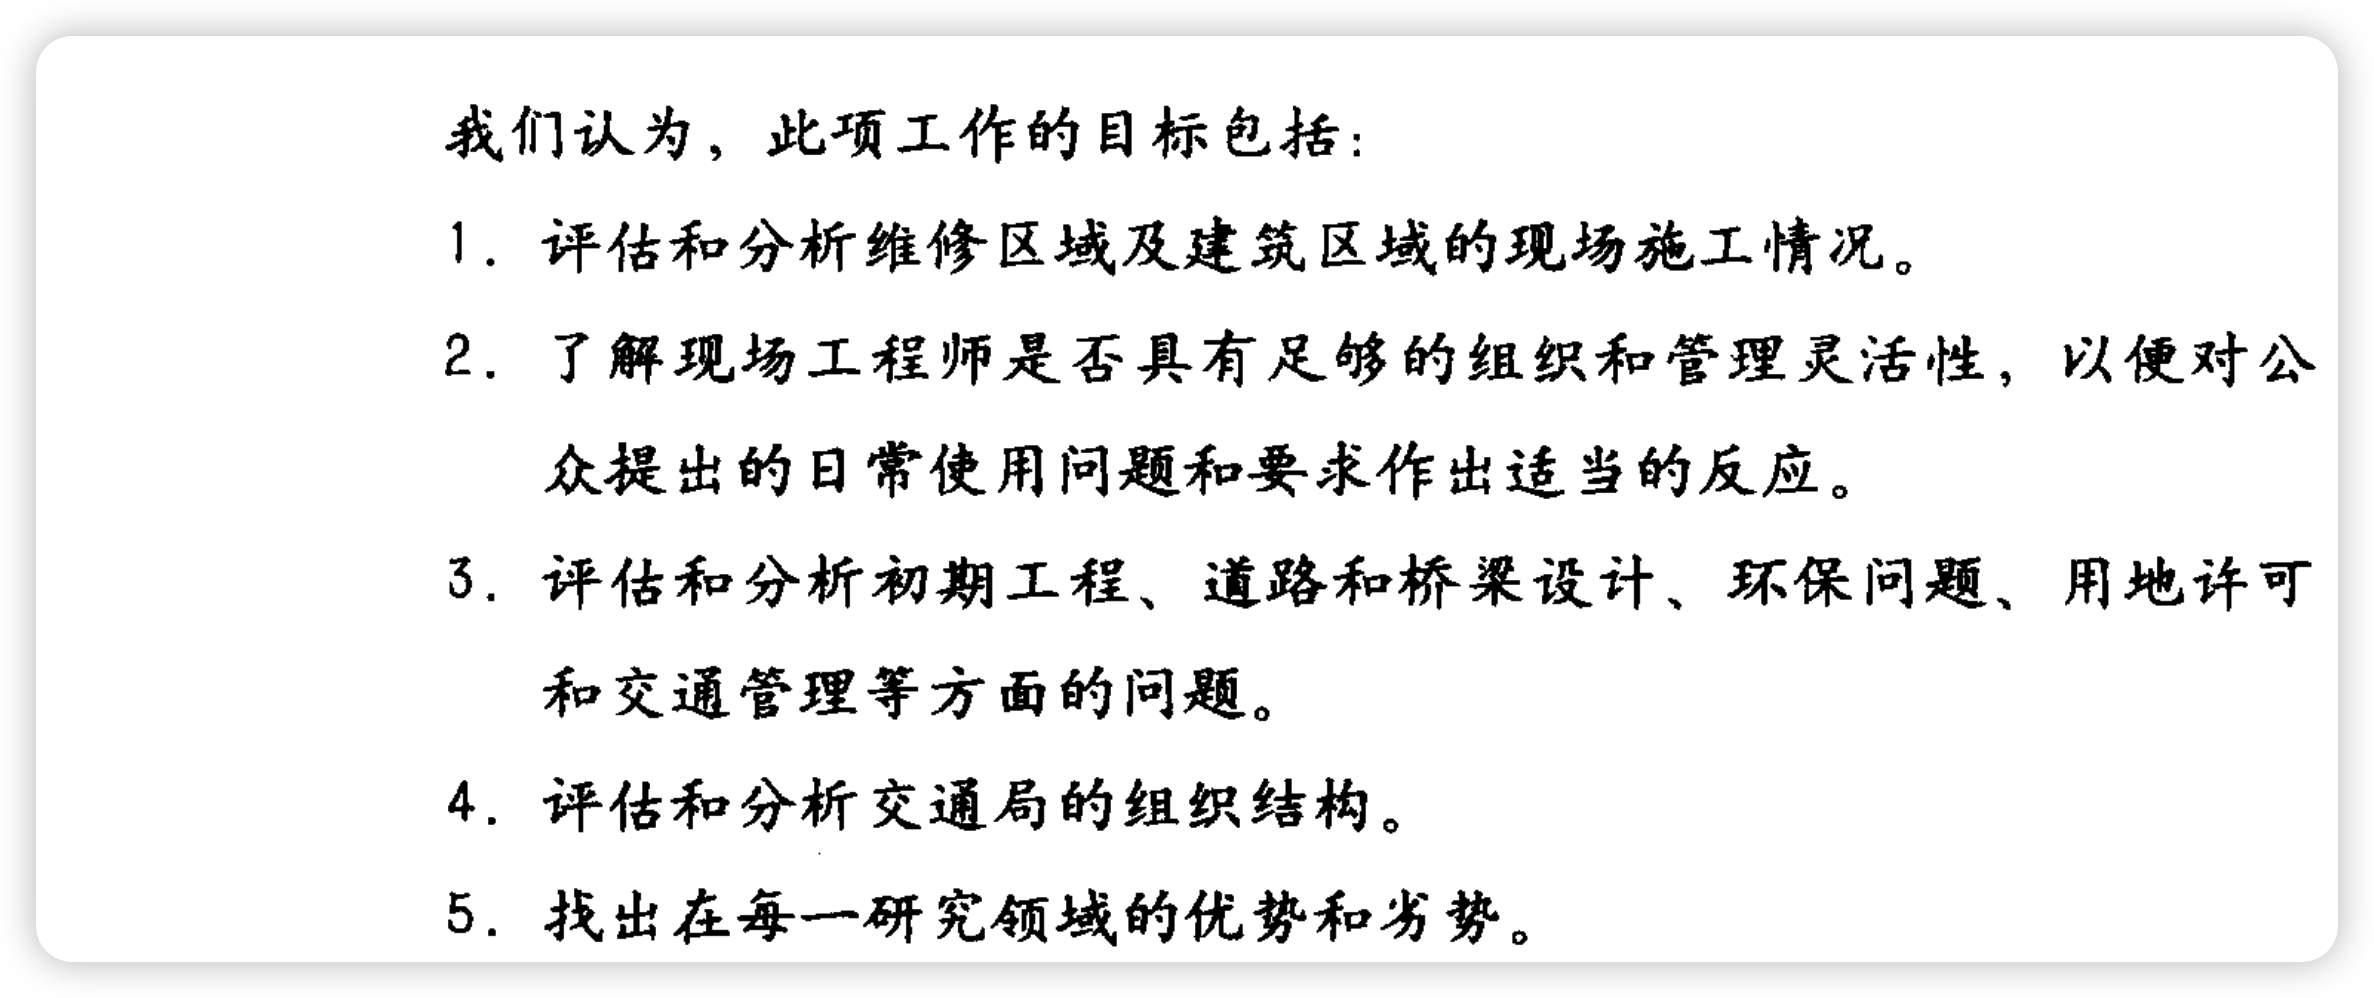 我们认为，此项工作的目标包括：
1. 评估和分析维修区域及建筑区域的现场施工情况。
2. 了解现场工程师是否具有足够的组织和管理灵活性，以便对公
众提出的日常使用问题和要求作出适当的反应。
3. 评估和分析初期工程、道路和桥梁设计、环保问题、用地许可
和交通管理等方面的问题。
4. 评估和分析交通局的组织结构。
5. 找出在每一研究领域的优势和劣势。